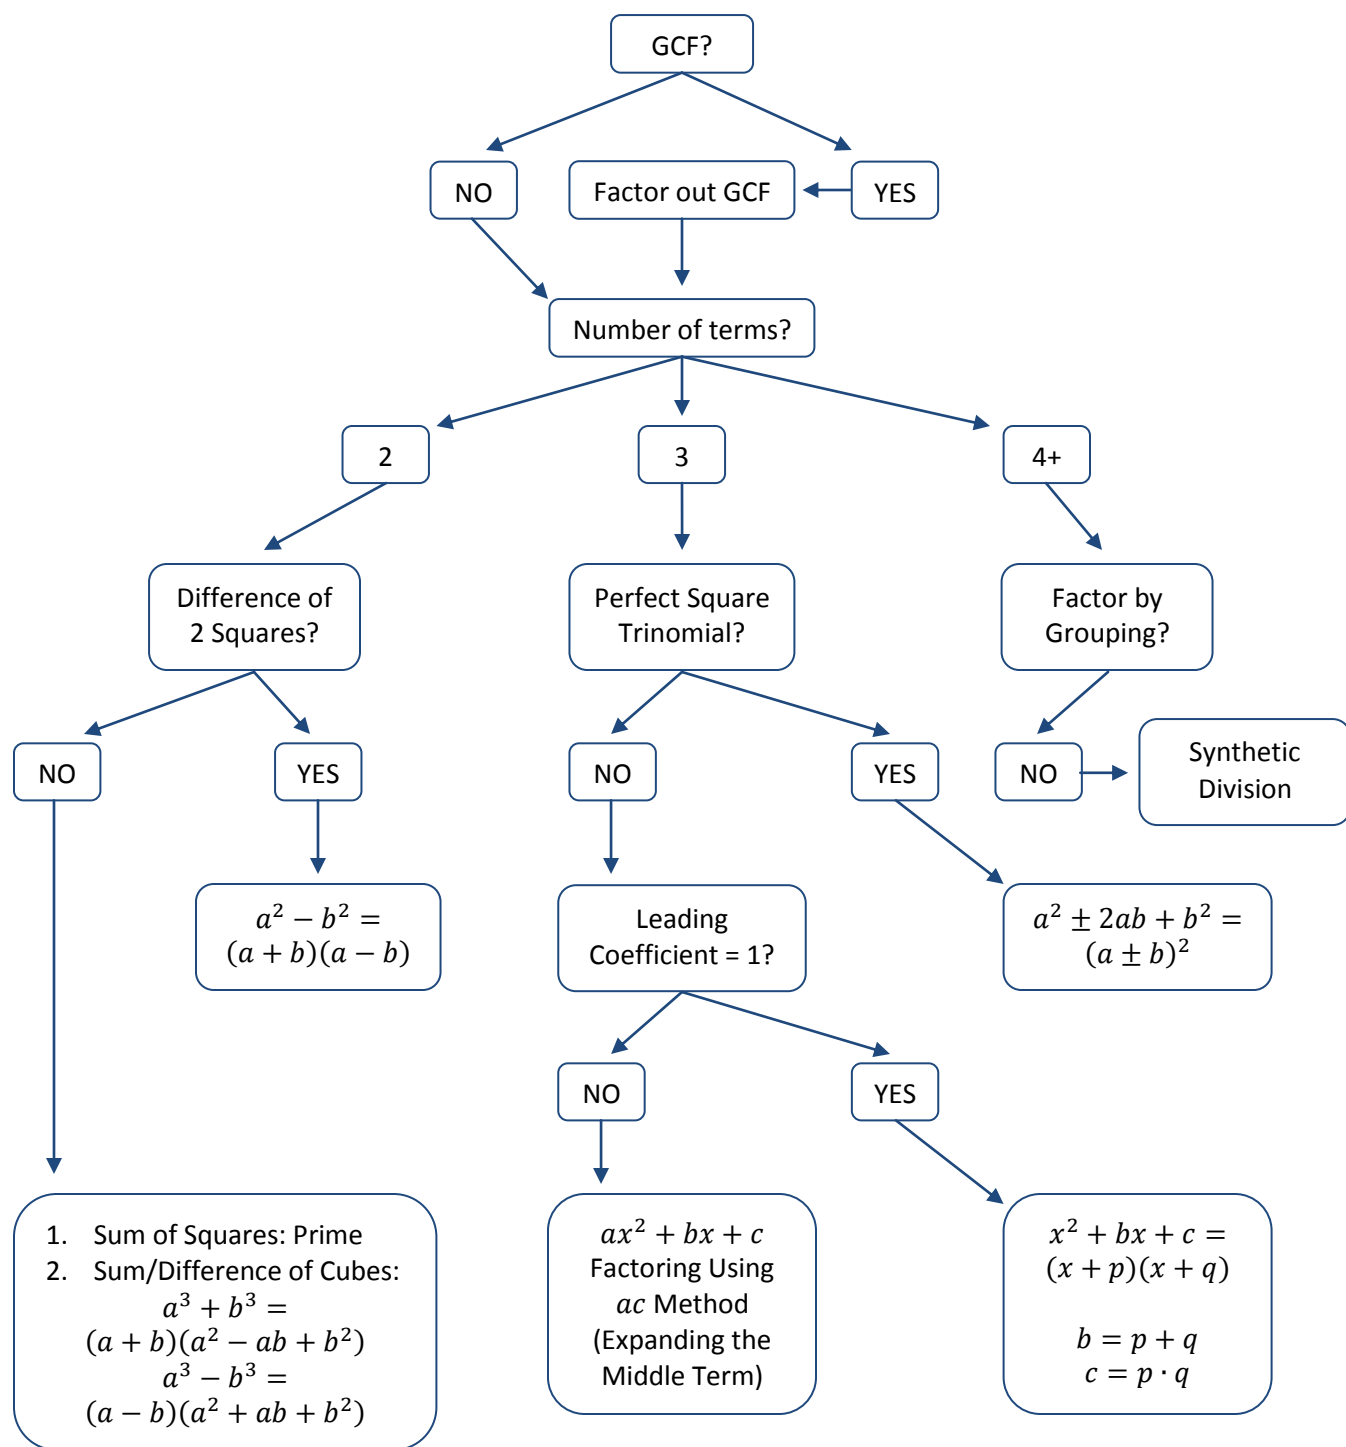 GCF?
NO
Factor out GCF
YES
Number of terms?
2
3
4+
Difference of
2 Squares?
Perfect Square
Trinomial?
Factor by
Grouping?
NO
YES
NO
YES
NO
Synthetic
Division
a² − b² =
(a + b)(a − b)
Leading
Coefficient = 1?
a² ± 2ab + b² =
(a ± b)²
NO
YES
1. Sum of Squares: Prime
2. Sum/Difference of Cubes:
a³ + b³ =
(a + b)(a² − ab + b²)
a³ − b³ =
(a − b)(a² + ab + b²)
ax² + bx + c
Factoring Using
ac Method
(Expanding the
Middle Term)
x² + bx + c =
(x + p)(x + q)
b = p + q
c = p · q